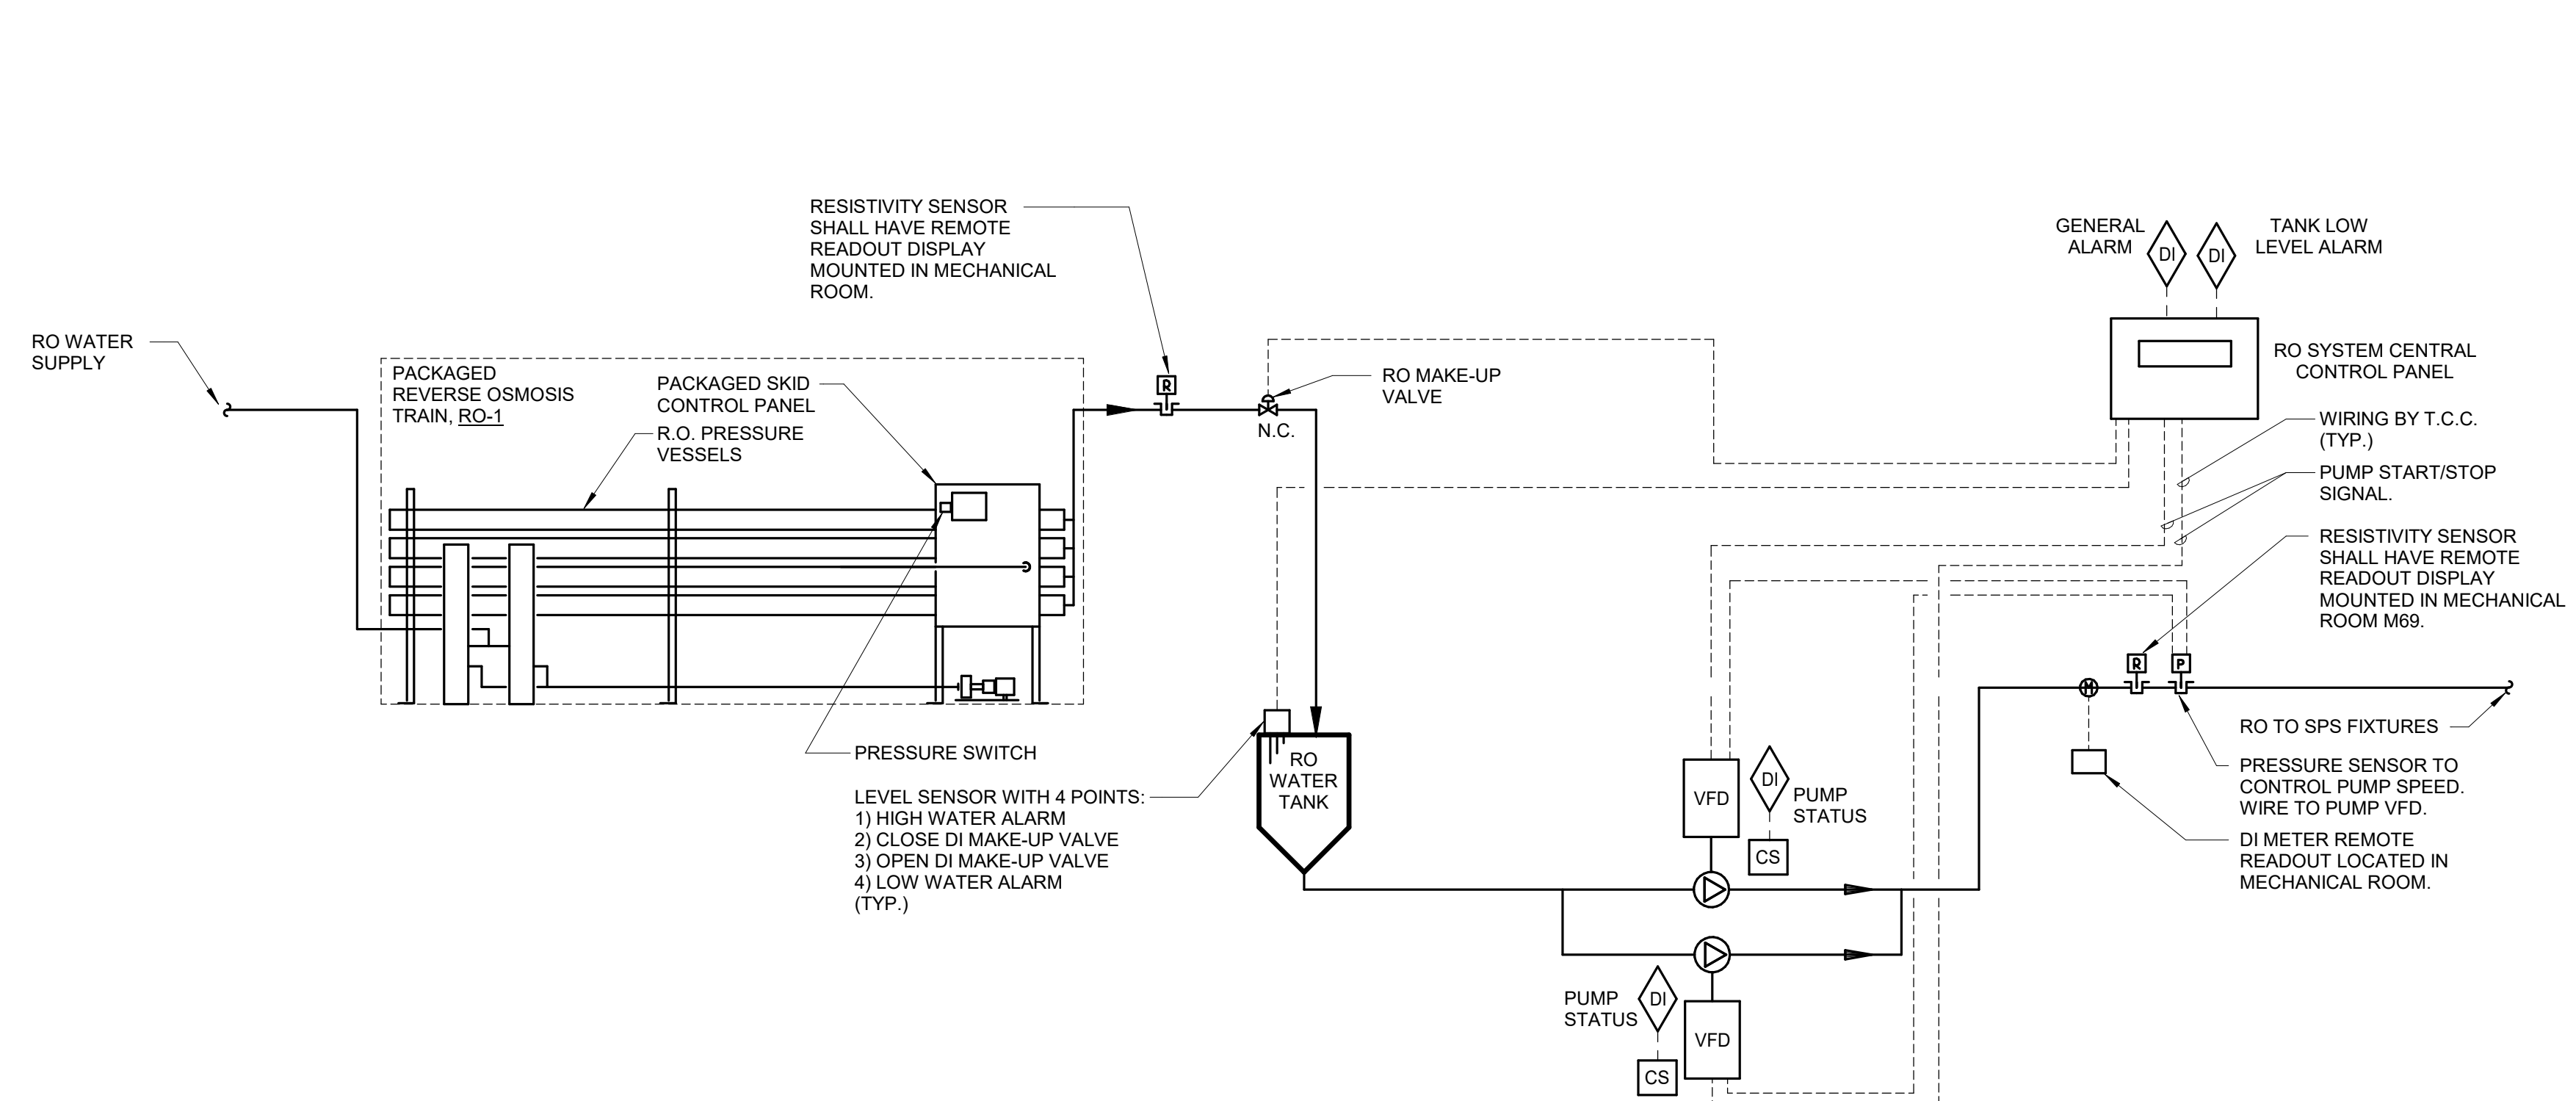 RESISTIVITY SENSOR
SHALL HAVE REMOTE
READOUT DISPLAY
MOUNTED IN MECHANICAL
ROOM.
GENERAL
ALARM
DI
DI
TANK LOW
LEVEL ALARM
RO WATER
SUPPLY
PACKAGED
REVERSE OSMOSIS
TRAIN, RO-1
PACKAGED SKID
CONTROL PANEL
R.O. PRESSURE
VESSELS
R
RO MAKE-UP
VALVE
N.C.
RO SYSTEM CENTRAL
CONTROL PANEL
WIRING BY T.C.C.
(TYP.)
PUMP START/STOP
SIGNAL.
RESISTIVITY SENSOR
SHALL HAVE REMOTE
READOUT DISPLAY
MOUNTED IN MECHANICAL
ROOM M69.
R
P
M
RO TO SPS FIXTURES
PRESSURE SENSOR TO
CONTROL PUMP SPEED.
WIRE TO PUMP VFD.
DI METER REMOTE
READOUT LOCATED IN
MECHANICAL ROOM.
PRESSURE SWITCH
LEVEL SENSOR WITH 4 POINTS:
1) HIGH WATER ALARM
2) CLOSE DI MAKE-UP VALVE
3) OPEN DI MAKE-UP VALVE
4) LOW WATER ALARM
(TYP.)
RO
WATER
TANK
VFD
DI
PUMP
STATUS
CS
PUMP
STATUS
DI
VFD
CS